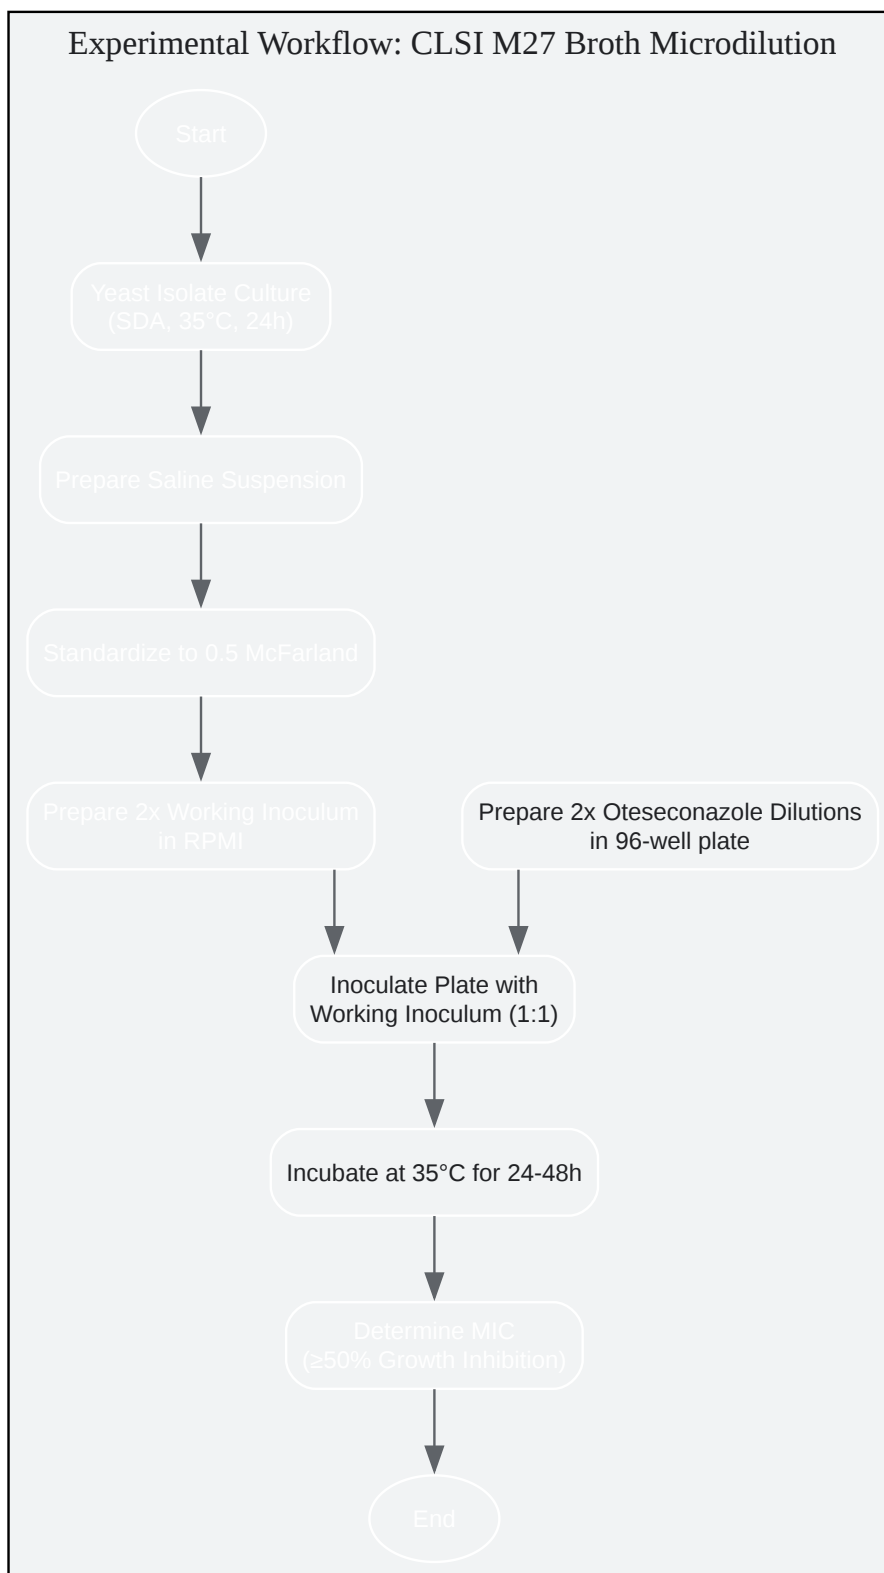 Experimental Workflow: CLSI M27 Broth Microdilution
Start
Yeast Isolate Culture
(SDA, 35°C, 24h)
Prepare Saline Suspension
Standardize to 0.5 McFarland
Prepare 2x Working Inoculum
in RPMI
Prepare 2x Oteseconazole Dilutions
in 96-well plate
Inoculate Plate with
Working Inoculum (1:1)
Incubate at 35°C for 24-48h
Determine MIC
(≥50% Growth Inhibition)
End